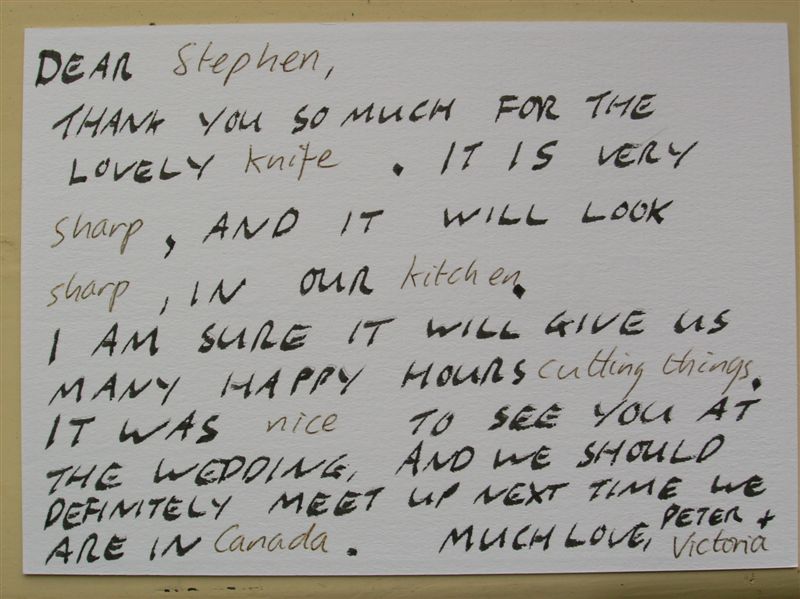 DEAR Stephen,
THANK YOU SO MUCH FOR THE
LOVELY knife . IT IS VERY
sharp , AND IT WILL LOOK
sharp , IN OUR kitchen.
I AM SURE IT WILL GIVE US
MANY HAPPY HOURS cutting things.
IT WAS nice TO SEE YOU AT
THE WEDDING, AND WE SHOULD
DEFINITELY MEET UP NEXT TIME WE
ARE IN Canada . MUCH LOVE, PETER +
Victoria